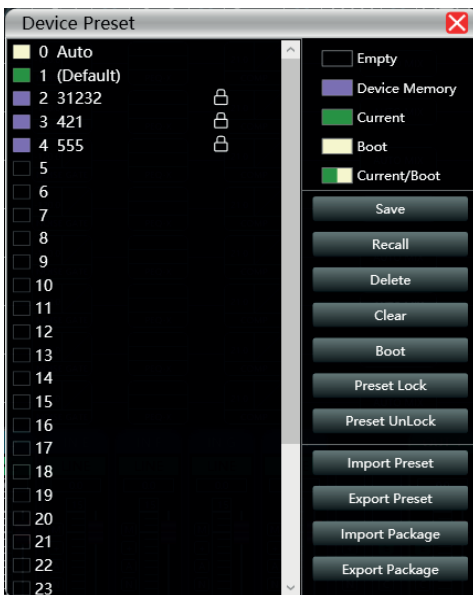 Device Preset
0 Auto
1 (Default)
2 31232
3 421
4 555
5
6
7
8
9
10
11
12
13
14
15
16
17
18
19
20
21
22
23
Empty
Device Memory
Current
Boot
Current/Boot
Save
Recall
Delete
Clear
Boot
Preset Lock
Preset UnLock
Import Preset
Export Preset
Import Package
Export Package